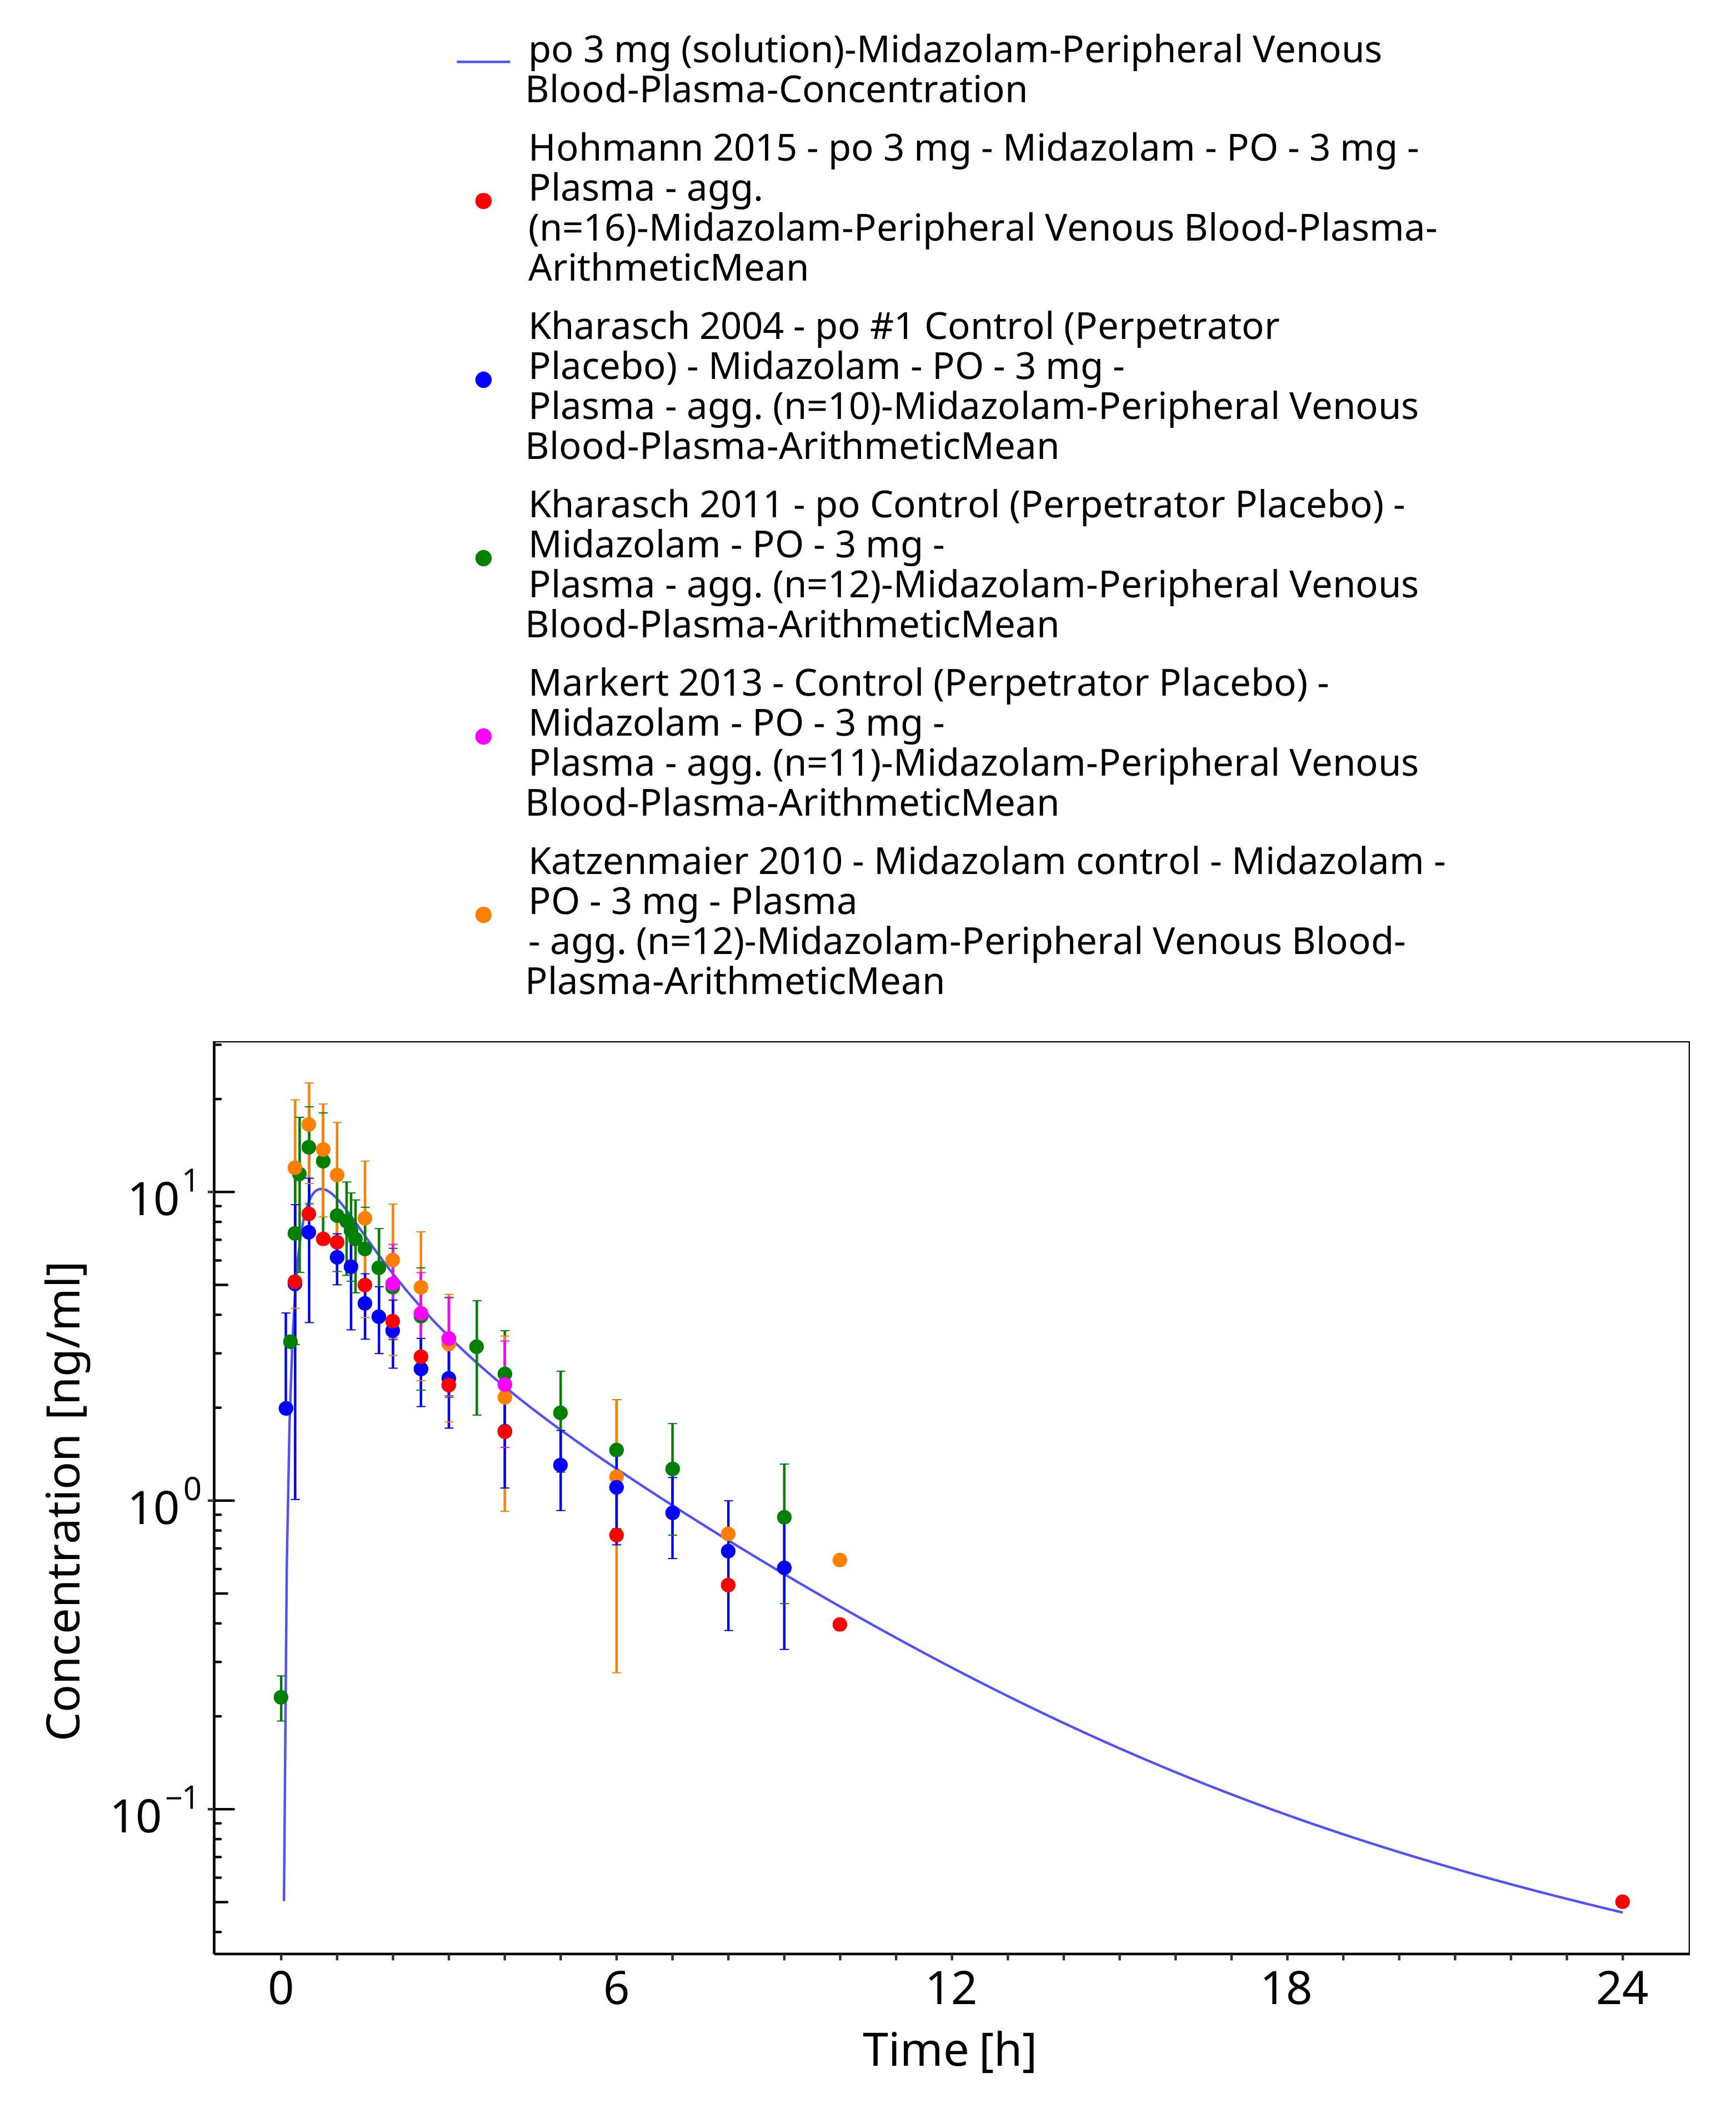 po 3 mg (solution)-Midazolam-Peripheral Venous
Blood-Plasma-Concentration
Hohmann 2015 - po 3 mg - Midazolam - PO - 3 mg -
Plasma - agg.
(n=16)-Midazolam-Peripheral Venous Blood-Plasma-
ArithmeticMean
Kharasch 2004 - po #1 Control (Perpetrator
Placebo) - Midazolam - PO - 3 mg -
Plasma - agg. (n=10)-Midazolam-Peripheral Venous
Blood-Plasma-ArithmeticMean
Kharasch 2011 - po Control (Perpetrator Placebo) -
Midazolam - PO - 3 mg -
Plasma - agg. (n=12)-Midazolam-Peripheral Venous
Blood-Plasma-ArithmeticMean
Markert 2013 - Control (Perpetrator Placebo) -
Midazolam - PO - 3 mg -
Plasma - agg. (n=11)-Midazolam-Peripheral Venous
Blood-Plasma-ArithmeticMean
Katzenmaier 2010 - Midazolam control - Midazolam -
PO - 3 mg - Plasma
- agg. (n=12)-Midazolam-Peripheral Venous Blood-
Plasma-ArithmeticMean
Concentration [ng/ml]
10¹
10⁰
10⁻¹
0 6 12 18 24
Time [h]